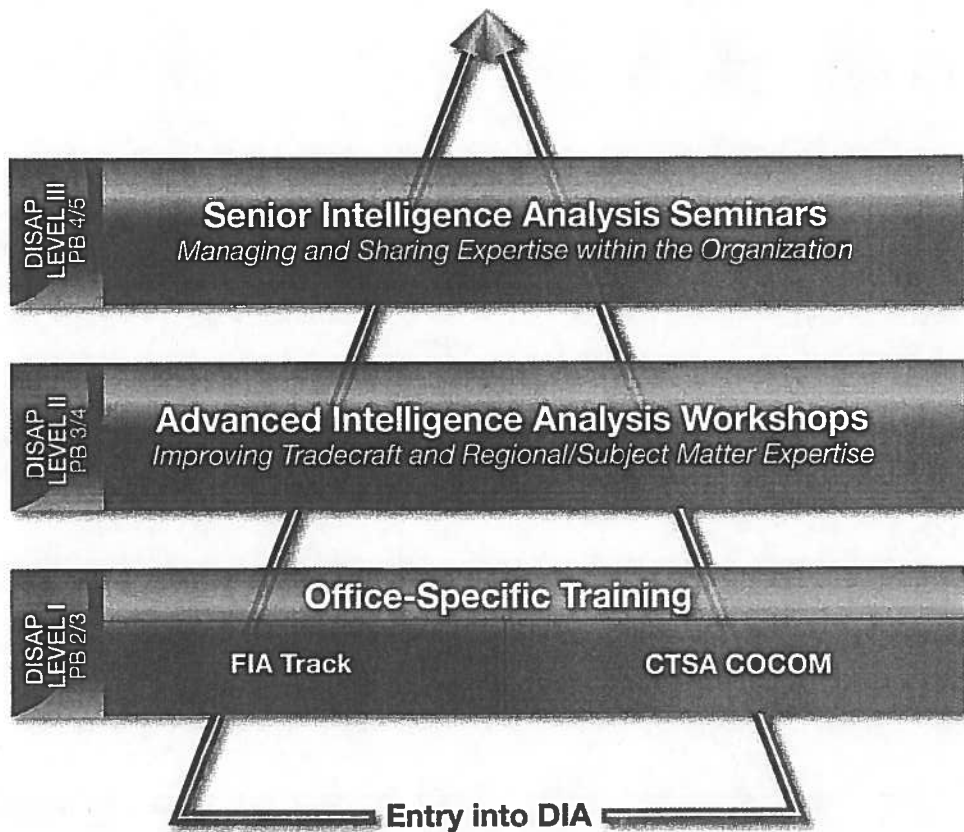 DISAP
LEVEL III
PB 4/5
Senior Intelligence Analysis Seminars
Managing and Sharing Expertise within the Organization
DISAP
LEVEL II
PB 3/4
Advanced Intelligence Analysis Workshops
Improving Tradecraft and Regional/Subject Matter Expertise
DISAP
LEVEL I
PB 2/3
Office-Specific Training
FIA Track
CTSA COCOM
Entry into DIA